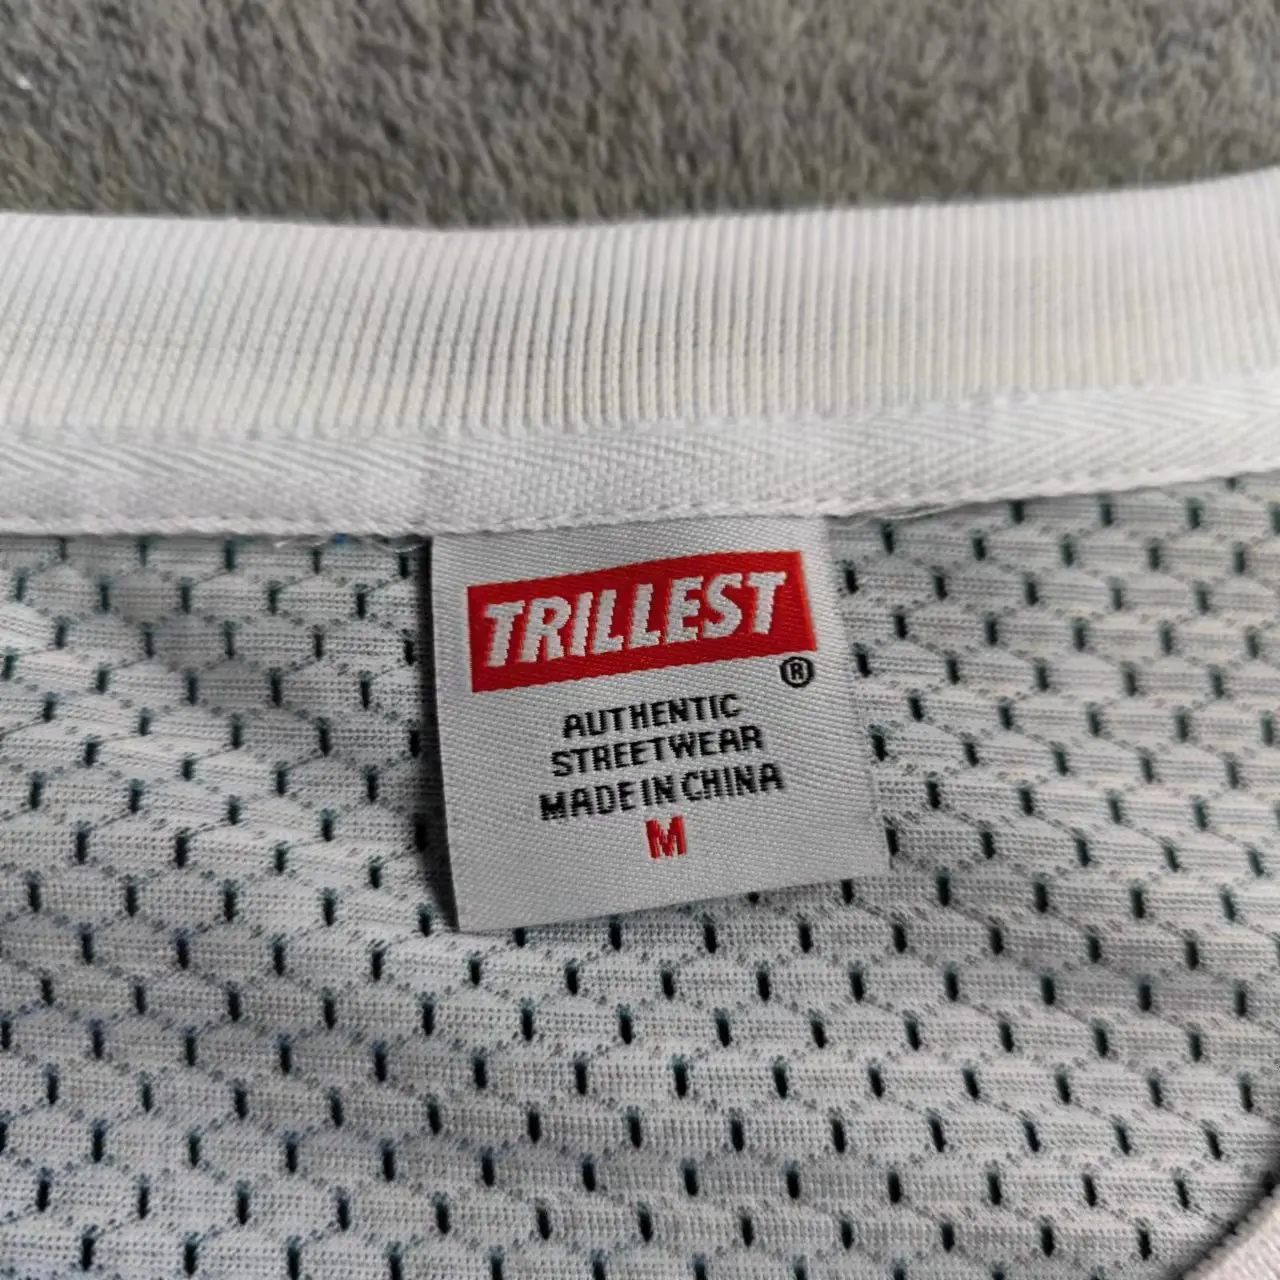 TRILLEST
®
AUTHENTIC
STREETWEAR
MADE IN CHINA
M